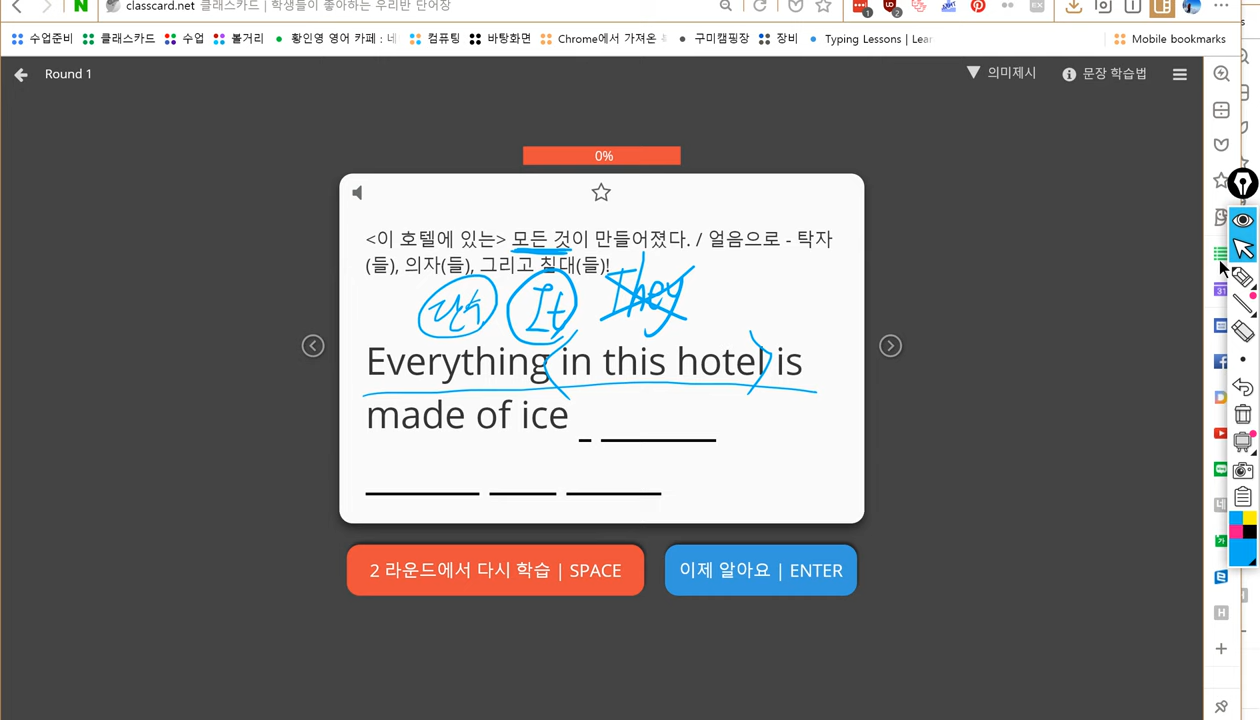 classcard.net 클래스카드 | 학생들이 좋아하는 우리반 단어장
수업준비 클래스카드 수업 볼거리 황인영 영어 카페 : 네 컴퓨팅 바탕화면 Chrome에서 가져온 구미캠핑장 장비 Typing Lessons | Lear Mobile bookmarks
Round 1
의미제시 문장 학습법
0%
<이 호텔에 있는> 모든 것이 만들어졌다. / 얼음으로 - 탁자
(들), 의자(들), 그리고 침대(들)!
단수 It They
Everything in this hotel is
made of ice _
2 라운드에서 다시 학습 | SPACE
이제 알아요 | ENTER